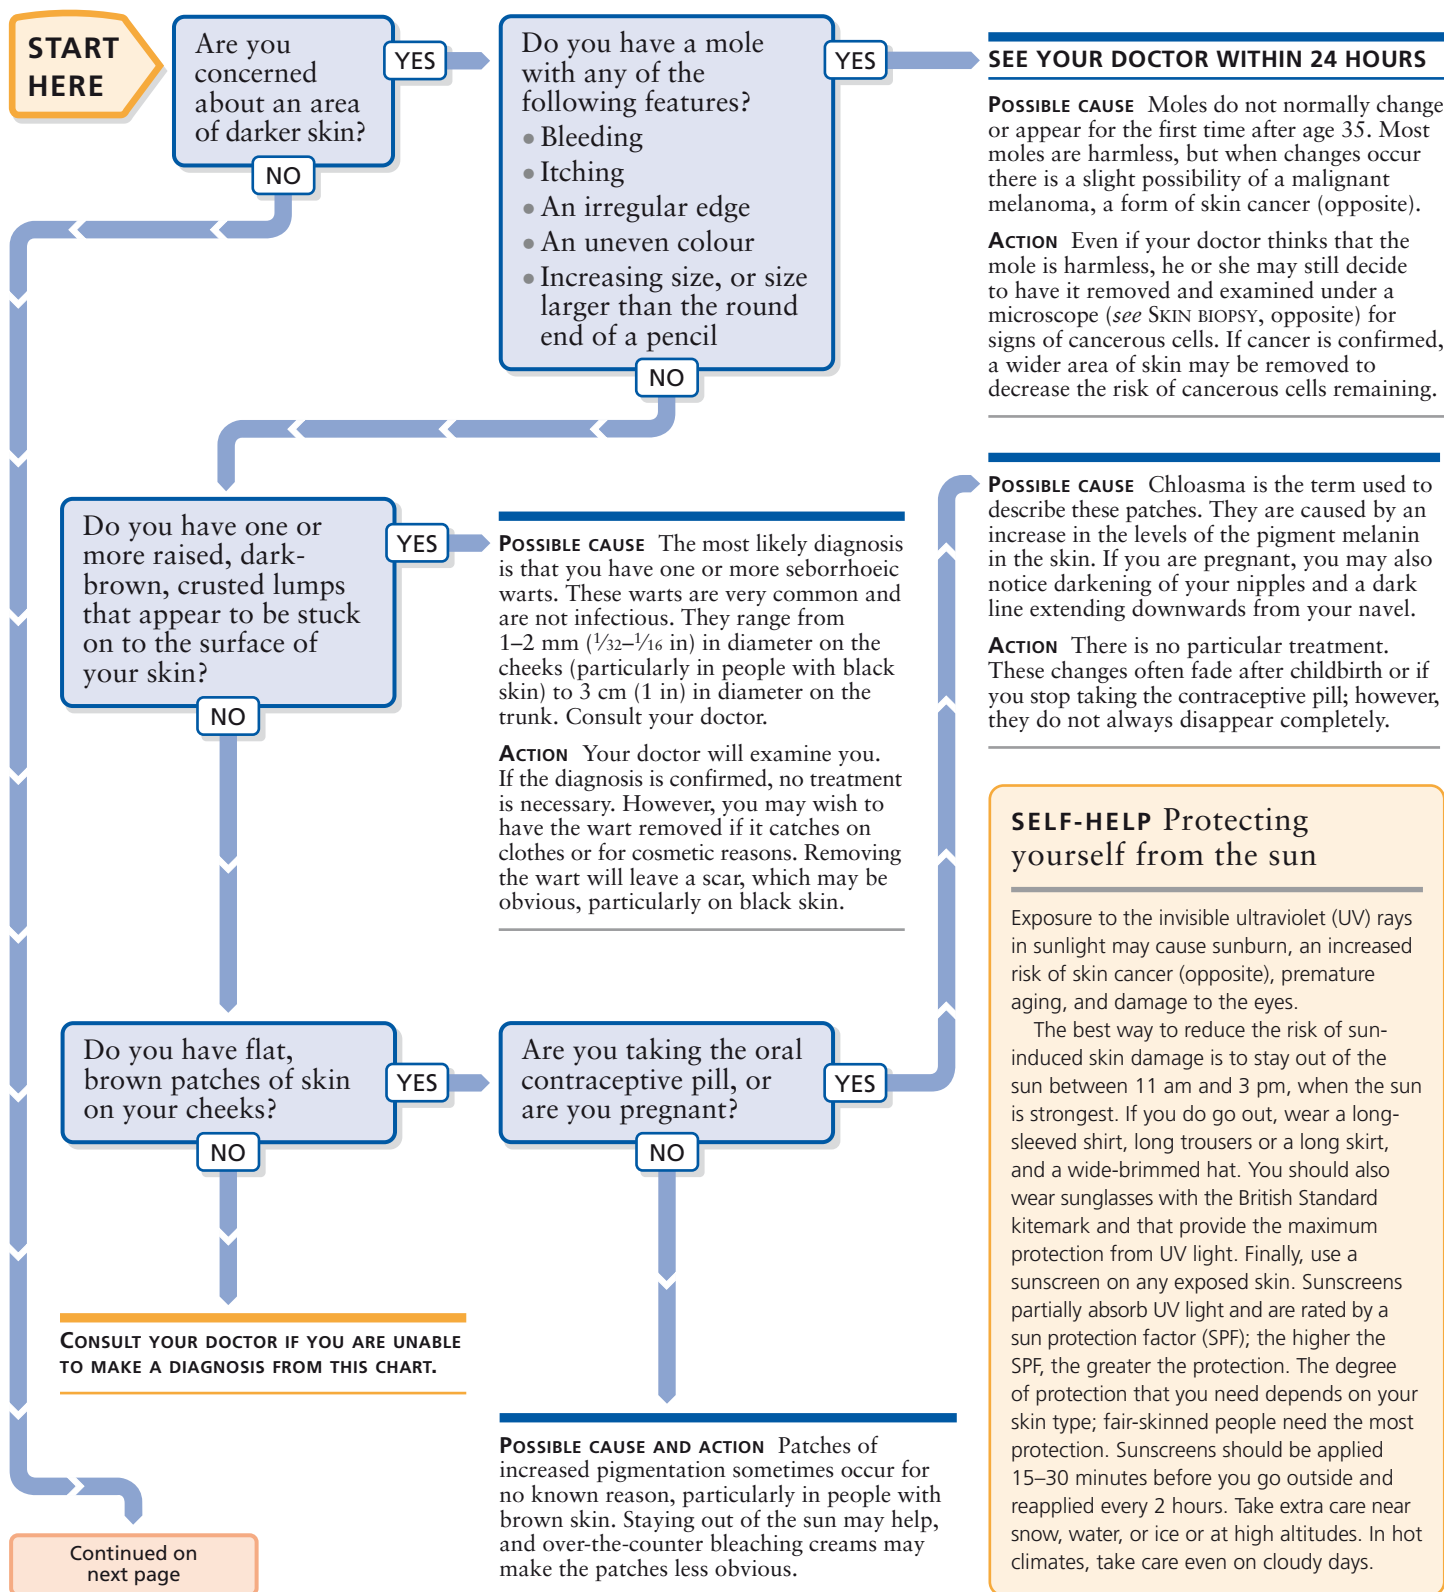 START
HERE
Are you
concerned
about an area
of darker skin?
YES
NO
Do you have a mole
with any of the
following features?
• Bleeding
• Itching
• An irregular edge
• An uneven colour
• Increasing size, or size
larger than the round
end of a pencil
YES
NO
SEE YOUR DOCTOR WITHIN 24 HOURS
POSSIBLE CAUSE Moles do not normally change
or appear for the first time after age 35. Most
moles are harmless, but when changes occur
there is a slight possibility of a malignant
melanoma, a form of skin cancer (opposite).
ACTION Even if your doctor thinks that the
mole is harmless, he or she may still decide
to have it removed and examined under a
microscope (see SKIN BIOPSY, opposite) for
signs of cancerous cells. If cancer is confirmed,
a wider area of skin may be removed to
decrease the risk of cancerous cells remaining.
Do you have one or
more raised, dark-
brown, crusted lumps
that appear to be stuck
on to the surface of
your skin?
YES
NO
POSSIBLE CAUSE The most likely diagnosis
is that you have one or more seborrhoeic
warts. These warts are very common and
are not infectious. They range from
1–2 mm (1/32–1/16 in) in diameter on the
cheeks (particularly in people with black
skin) to 3 cm (1 in) in diameter on the
trunk. Consult your doctor.
ACTION Your doctor will examine you.
If the diagnosis is confirmed, no treatment
is necessary. However, you may wish to
have the wart removed if it catches on
clothes or for cosmetic reasons. Removing
the wart will leave a scar, which may be
obvious, particularly on black skin.
POSSIBLE CAUSE Chloasma is the term used to
describe these patches. They are caused by an
increase in the levels of the pigment melanin
in the skin. If you are pregnant, you may also
notice darkening of your nipples and a dark
line extending downwards from your navel.
ACTION There is no particular treatment.
These changes often fade after childbirth or if
you stop taking the contraceptive pill; however,
they do not always disappear completely.
Do you have flat,
brown patches of skin
on your cheeks?
YES
NO
Are you taking the oral
contraceptive pill, or
are you pregnant?
YES
NO
CONSULT YOUR DOCTOR IF YOU ARE UNABLE
TO MAKE A DIAGNOSIS FROM THIS CHART.
POSSIBLE CAUSE AND ACTION Patches of
increased pigmentation sometimes occur for
no known reason, particularly in people with
brown skin. Staying out of the sun may help,
and over-the-counter bleaching creams may
make the patches less obvious.
Continued on
next page
SELF-HELP Protecting
yourself from the sun
Exposure to the invisible ultraviolet (UV) rays
in sunlight may cause sunburn, an increased
risk of skin cancer (opposite), premature
aging, and damage to the eyes.
The best way to reduce the risk of sun-
induced skin damage is to stay out of the
sun between 11 am and 3 pm, when the sun
is strongest. If you do go out, wear a long-
sleeved shirt, long trousers or a long skirt,
and a wide-brimmed hat. You should also
wear sunglasses with the British Standard
kitemark and that provide the maximum
protection from UV light. Finally, use a
sunscreen on any exposed skin. Sunscreens
partially absorb UV light and are rated by a
sun protection factor (SPF); the higher the
SPF, the greater the protection. The degree
of protection that you need depends on your
skin type; fair-skinned people need the most
protection. Sunscreens should be applied
15–30 minutes before you go outside and
reapplied every 2 hours. Take extra care near
snow, water, or ice or at high altitudes. In hot
climates, take care even on cloudy days.